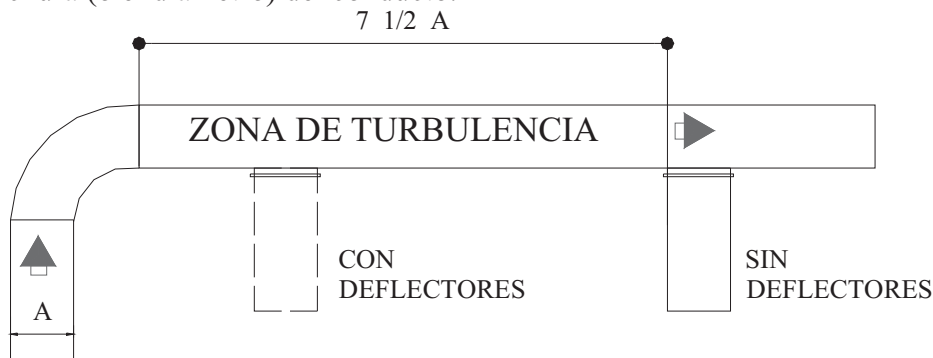 7 1/2 A
ZONA DE TURBULENCIA
CON
DEFLECTORES
SIN
DEFLECTORES
A